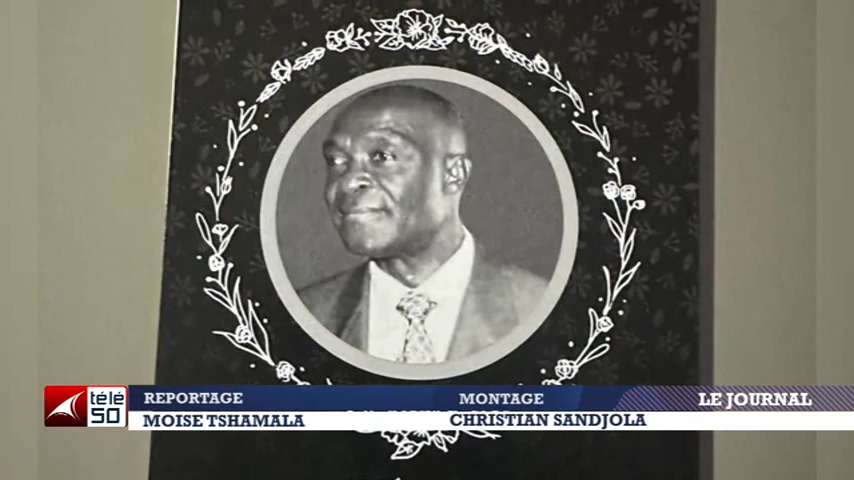 télé
50
REPORTAGE
MONTAGE
LE JOURNAL
MOISE TSHAMALA
CHRISTIAN SANDJOLA